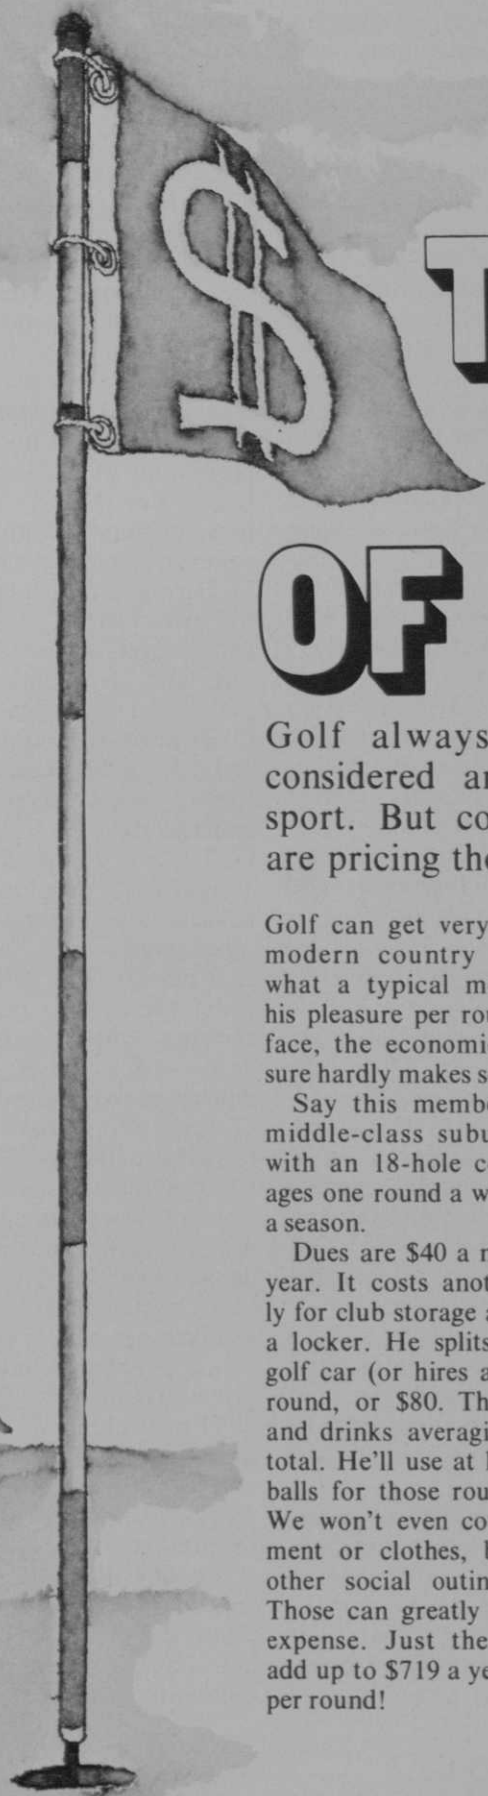 $
T
OF
Golf always
considered a
sport. But co
are pricing th
Golf can get very
modern country
what a typical m
his pleasure per rou
face, the economi
sure hardly makes s
Say this memb
middle-class subu
with an 18-hole c
ages one round a w
a season.
Dues are $40 a
year. It costs anot
ly for club storage
a locker. He splits
golf car (or hires a
round, or $80. Th
and drinks averagi
total. He'll use at
balls for those rou
We won't even co
ment or clothes,
other social outin
Those can greatly
expense. Just the
add up to $719 a ye
per round!